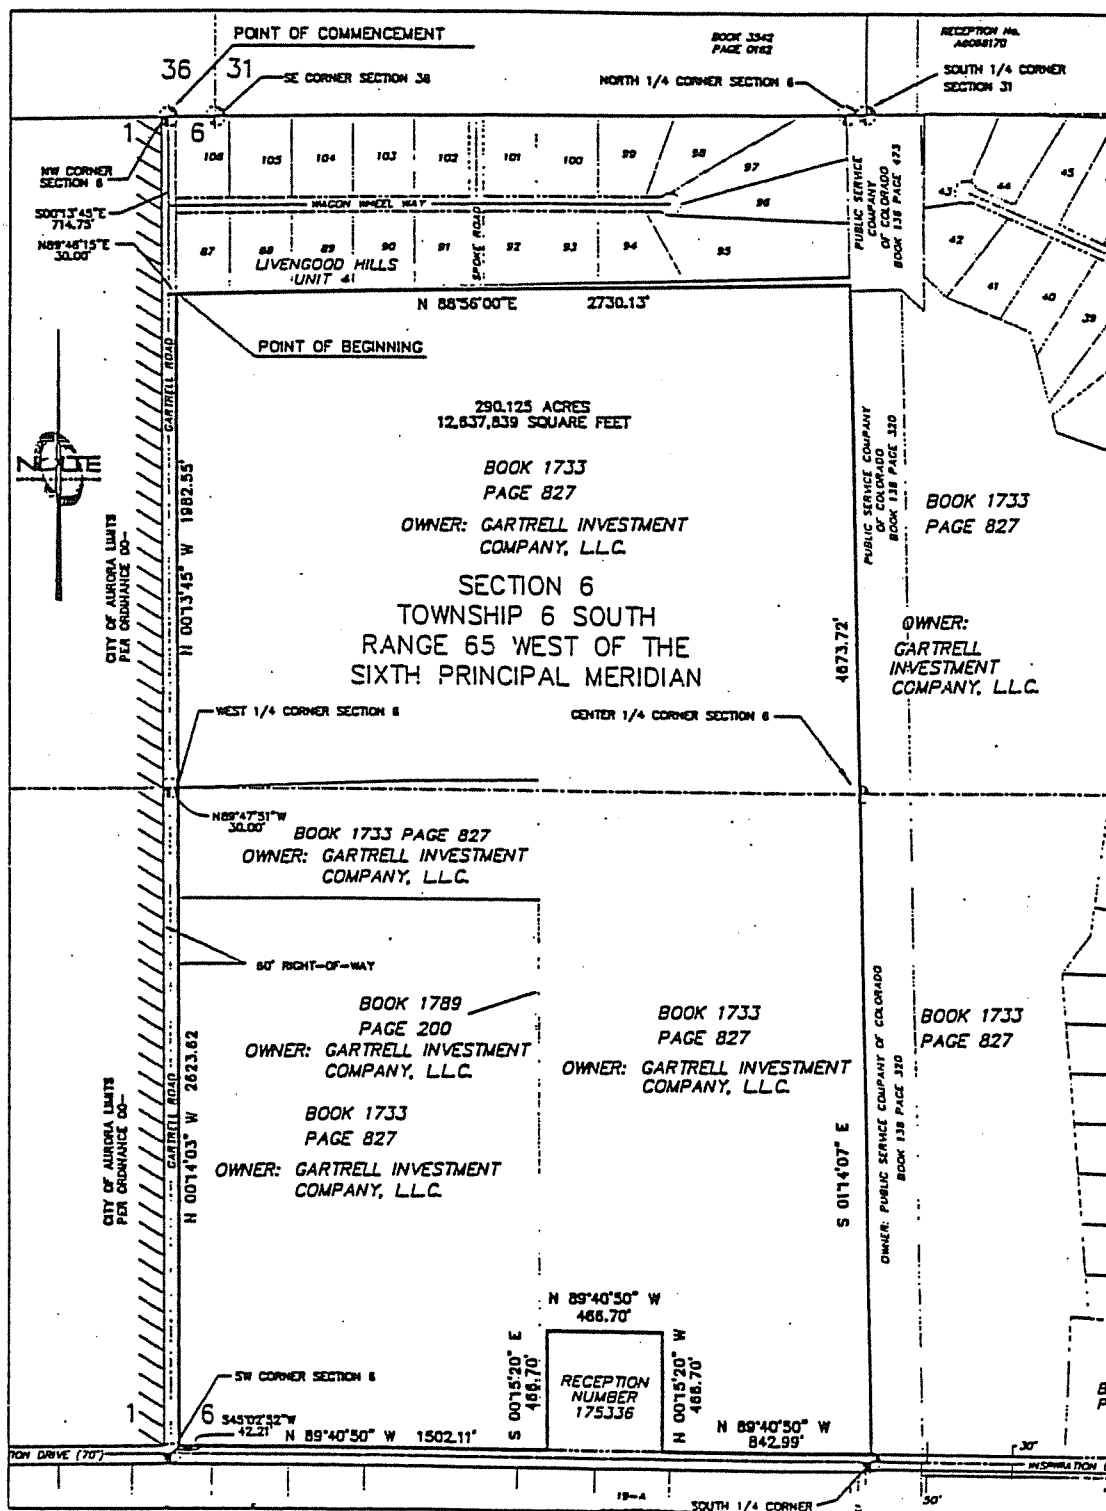 POINT OF COMMENCEMENT
BOOK 3342
PAGE 0162
RECEPTION No.
36
31
SE CORNER SECTION 36
NORTH 1/4 CORNER SECTION 6
SOUTH 1/4 CORNER
SECTION 31
1
6
NW CORNER
SECTION 6
S00°13'45"E
714.75'
N89°46'15"E
30.00'
106
105
104
103
102
101
100
99
98
97
96
WAGON WHEEL WAY
SPOKE ROAD
87
88
89
90
91
92
93
94
95
LIVENGOOD HILLS
UNIT 41
PUBLIC SERVICE
COMPANY
OF COLORADO
BOOK 138 PAGE 473
43
44
45
42
41
40
39
N 88°56'00"E 2730.13'
POINT OF BEGINNING
GARTRELL ROAD
290.125 ACRES
12,637,839 SQUARE FEET
BOOK 1733
PAGE 827
OWNER: GARTRELL INVESTMENT
COMPANY, L.L.C.
SECTION 6
TOWNSHIP 6 SOUTH
RANGE 65 WEST OF THE
SIXTH PRINCIPAL MERIDIAN
NOLTE
CITY OF AURORA LIMITS
PER ORDINANCE DO-
N 00°13'45" W 1982.55'
PUBLIC SERVICE COMPANY
OF COLORADO
BOOK 138 PAGE 320
BOOK 1733
PAGE 827
OWNER:
GARTRELL
INVESTMENT
COMPANY, L.L.C.
4673.72'
WEST 1/4 CORNER SECTION 6
CENTER 1/4 CORNER SECTION 6
N89°47'51"W
30.00'
BOOK 1733 PAGE 827
OWNER: GARTRELL INVESTMENT
COMPANY, L.L.C.
60' RIGHT-OF-WAY
BOOK 1789
PAGE 200
OWNER: GARTRELL INVESTMENT
COMPANY, L.L.C.
BOOK 1733
PAGE 827
OWNER: GARTRELL INVESTMENT
COMPANY, L.L.C.
BOOK 1733
PAGE 827
OWNER: GARTRELL INVESTMENT
COMPANY, L.L.C.
BOOK 1733
PAGE 827
CITY OF AURORA LIMITS
PER ORDINANCE DO-
GARTRELL ROAD
N 00°14'03" W 2623.62
S 01°14'07" E
OWNER: PUBLIC SERVICE COMPANY OF COLORADO
BOOK 138 PAGE 320
N 89°40'50" W
466.70'
S 00°15'20" E
466.70'
RECEPTION
NUMBER
175336
N 00°15'20" W
466.70'
SW CORNER SECTION 6
1
6
S45°02'52"W
42.21'
N 89°40'50" W 1502.11'
N 89°40'50" W
842.99'
TION DRIVE (70')
30'
INSPIRATION
50'
19-A
SOUTH 1/4 CORNER